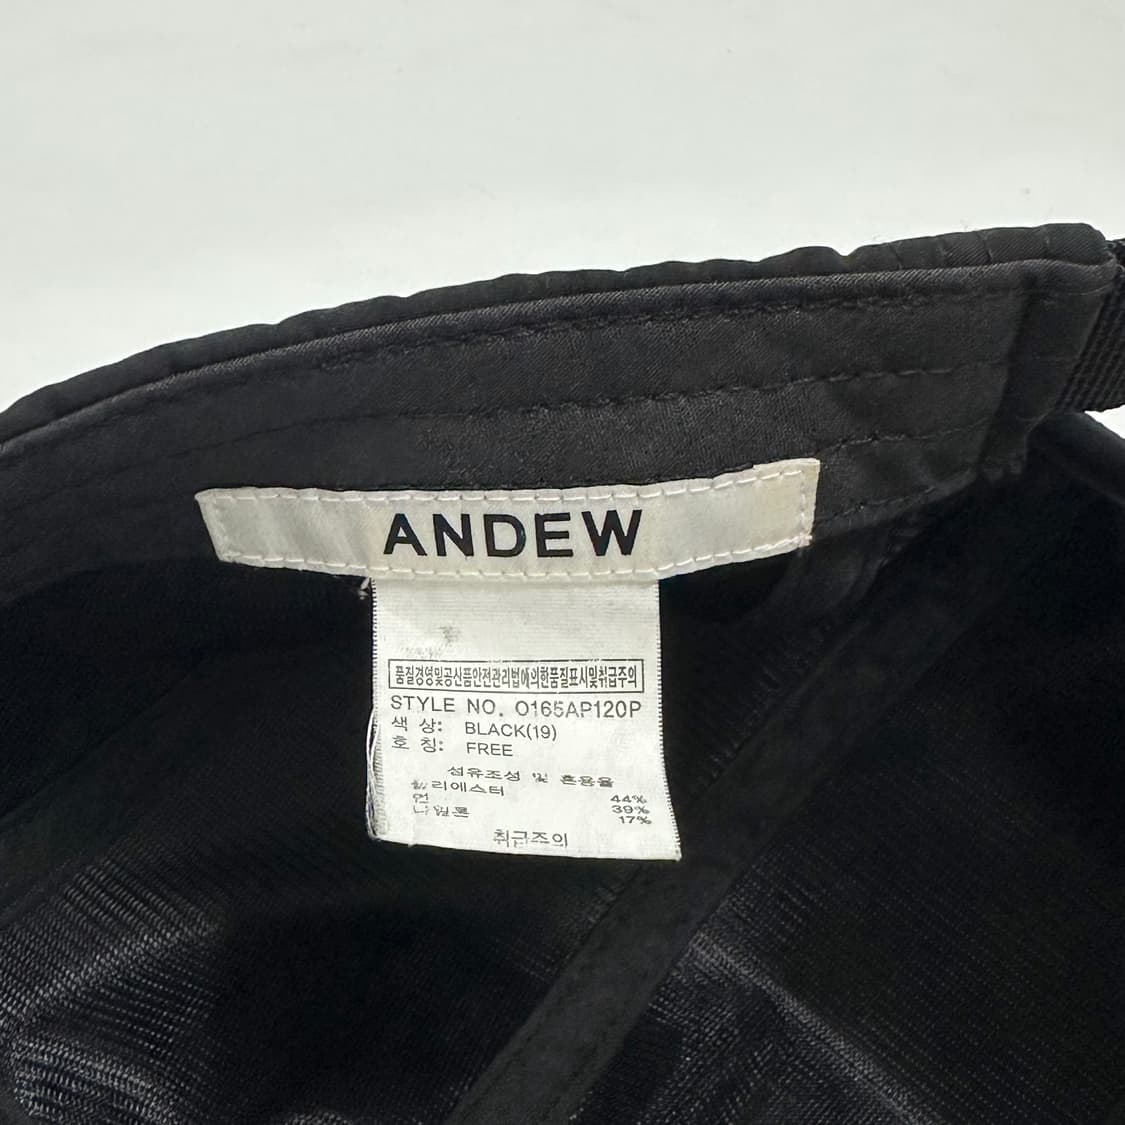 ANDEW
품질경영및공산품안전관리법에의한품질표시및취급주의
STYLE NO. O165AP120P
색 상: BLACK(19)
호 칭: FREE
섬유조성 및 혼용율
폴리에스터 44%
면 39%
나일론 17%
취급주의